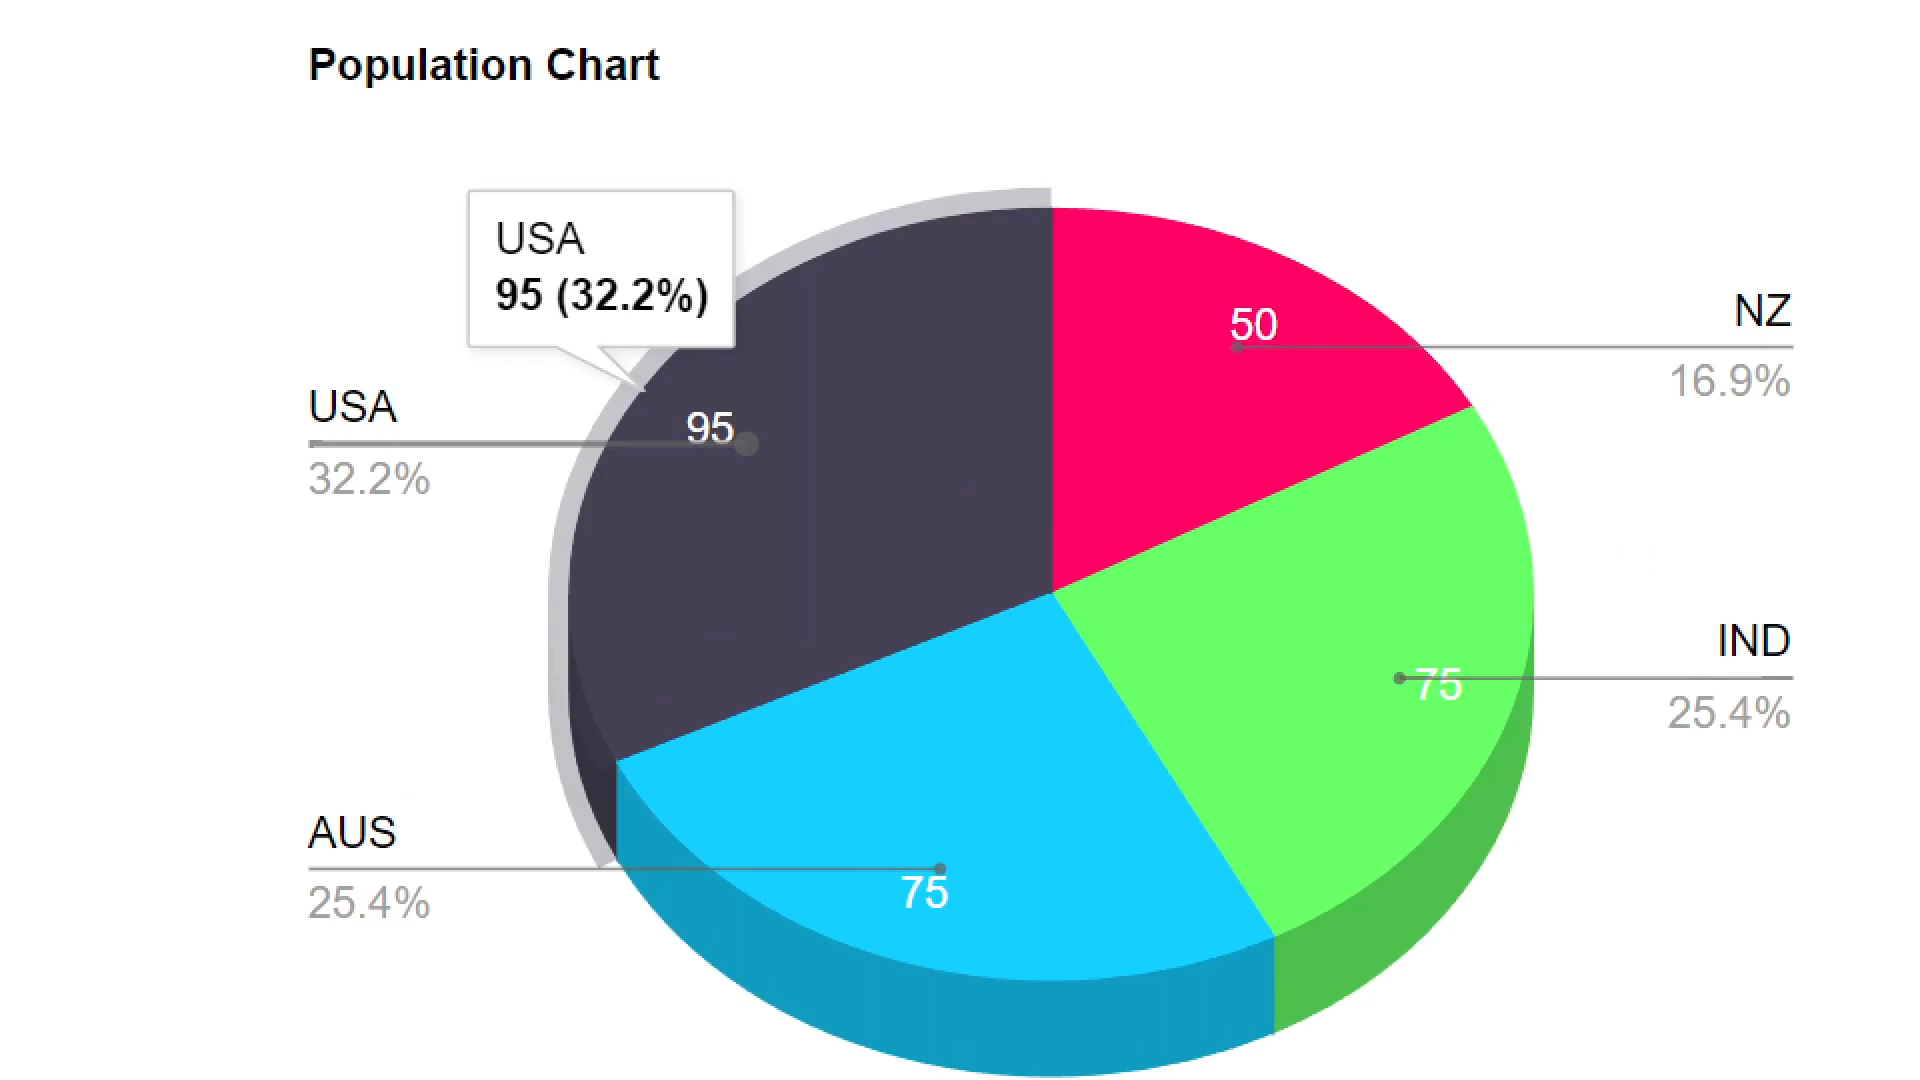 Population Chart
USA
95 (32.2%)
50
NZ
16.9%
USA
95
32.2%
IND
75
25.4%
AUS
75
25.4%